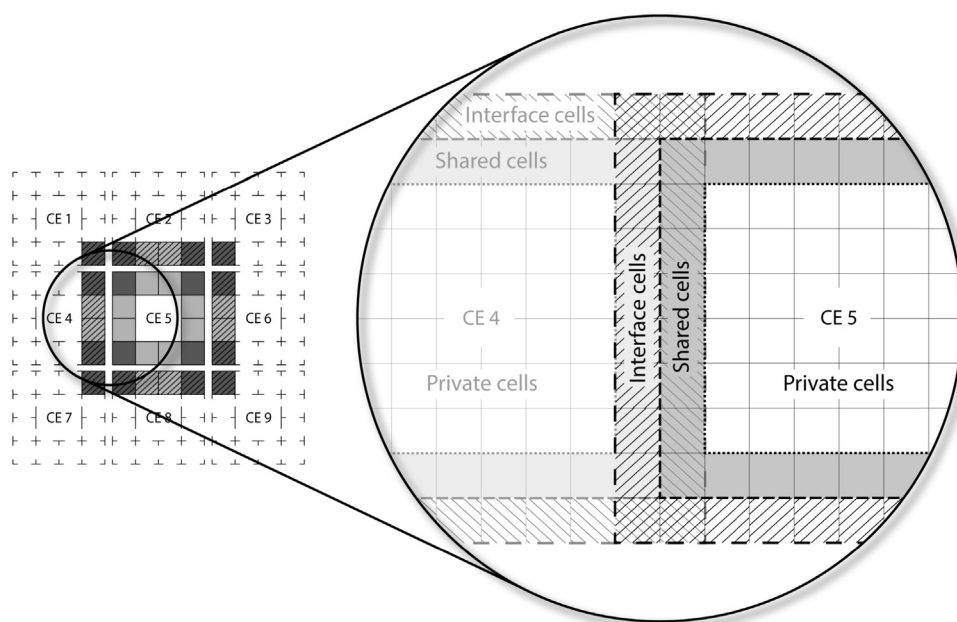 CE 1
CE 2
CE 3
CE 4
CE 5
CE 6
CE 7
CE 8
CE 9
Interface cells
Shared cells
CE 4
Private cells
Interface cells
Shared cells
CE 5
Private cells